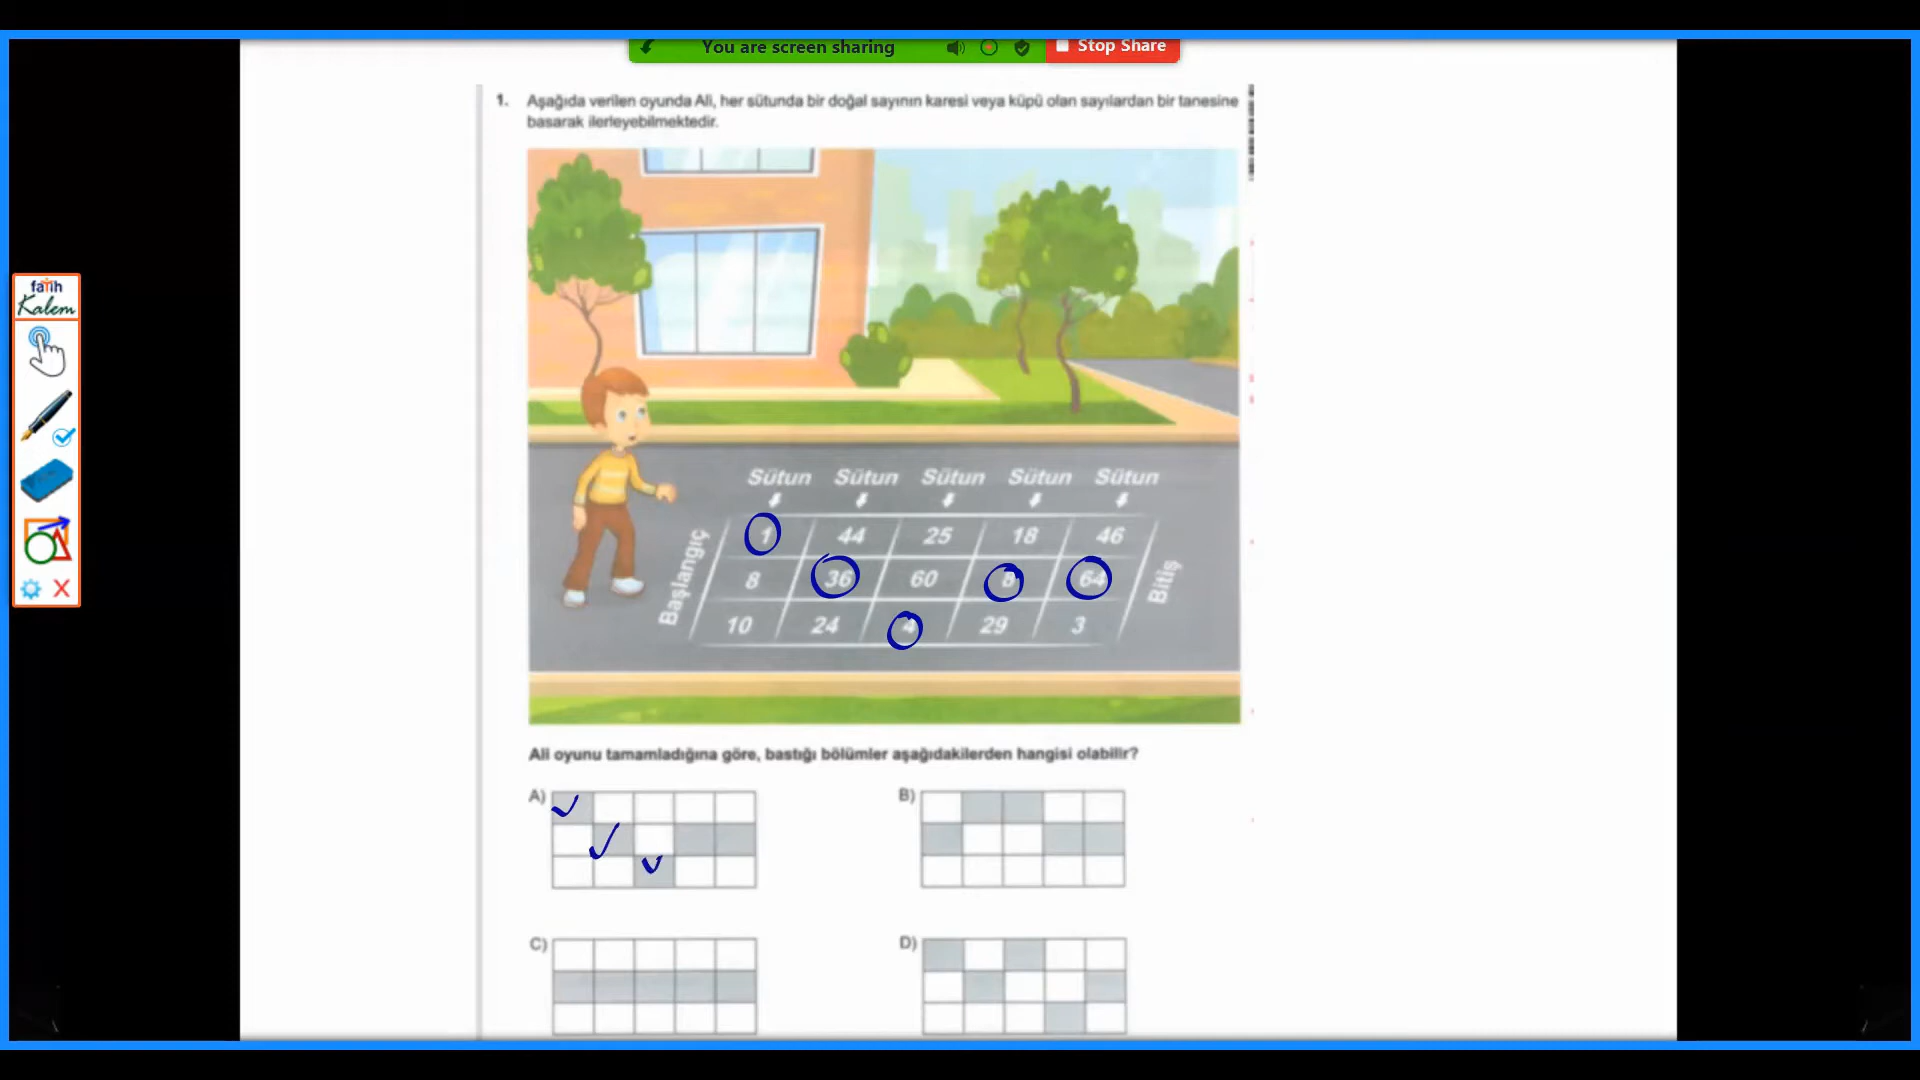 You are screen sharing
Stop Share
fatih
Kalem
1. Aşağıda verilen oyunda Ali, her sütunda bir doğal sayının karesi veya küpü olan sayılardan bir tanesine
basarak ilerleyebilmektedir.
Sütun Sütun Sütun Sütun Sütun
Başlangıç
1 44 25 18 46
8 36 60 8 64
10 24 4 29 3
Bitiş
Ali oyunu tamamladığına göre, bastığı bölümler aşağıdakilerden hangisi olabilir?
A) B)
C) D)